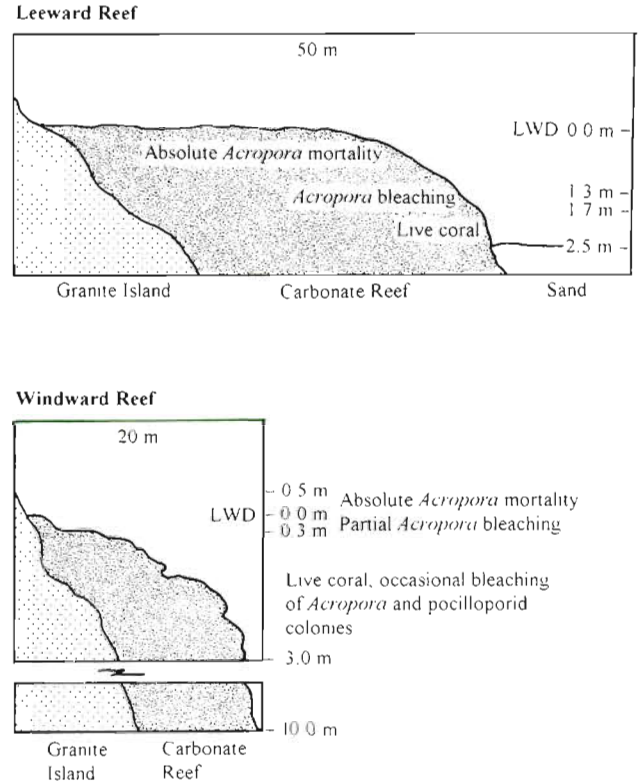 Leeward Reef
50 m
LWD 0 0 m
Absolute Acropora mortality
Acropora bleaching
1 3 m
1 7 m
Live coral
2.5 m
Granite Island
Carbonate Reef
Sand
Windward Reef
20 m
0 5 m
Absolute Acropora mortality
LWD
0 0 m
0 3 m
Partial Acropora bleaching
Live coral, occasional bleaching
of Acropora and pocilloporid
colonies
3.0 m
10 0 m
Granite
Island
Carbonate
Reef